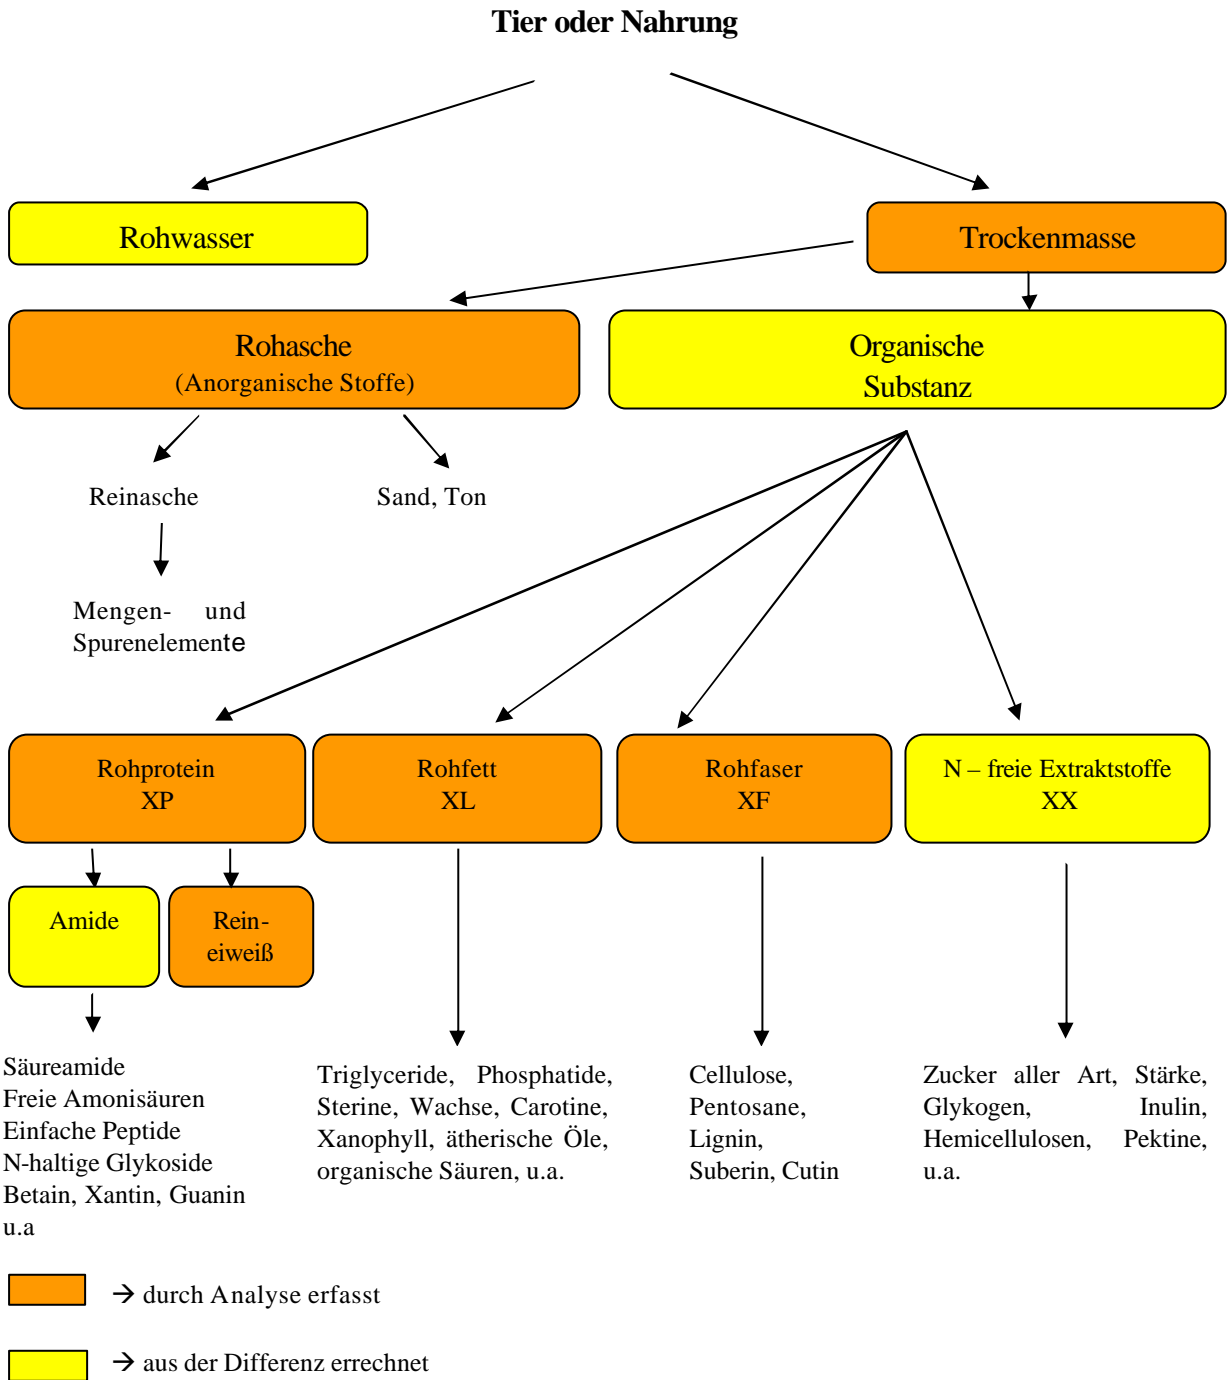 Tier oder Nahrung
Rohwasser
Trockenmasse
Rohasche
(Anorganische Stoffe)
Organische
Substanz
Reinasche
Sand, Ton
Mengen- und
Spurenelemente
Rohprotein
XP
Rohfett
XL
Rohfaser
XF
N – freie Extraktstoffe
XX
Amide
Rein-
eiweiß
Säureamide
Freie Amonisäuren
Einfache Peptide
N-haltige Glykoside
Betain, Xantin, Guanin
u.a
Triglyceride, Phosphatide,
Sterine, Wachse, Carotine,
Xanophyll, ätherische Öle,
organische Säuren, u.a.
Cellulose,
Pentosane,
Lignin,
Suberin, Cutin
Zucker aller Art, Stärke,
Glykogen, Inulin,
Hemicellulosen, Pektine,
u.a.
→ durch Analyse erfasst
→ aus der Differenz errechnet